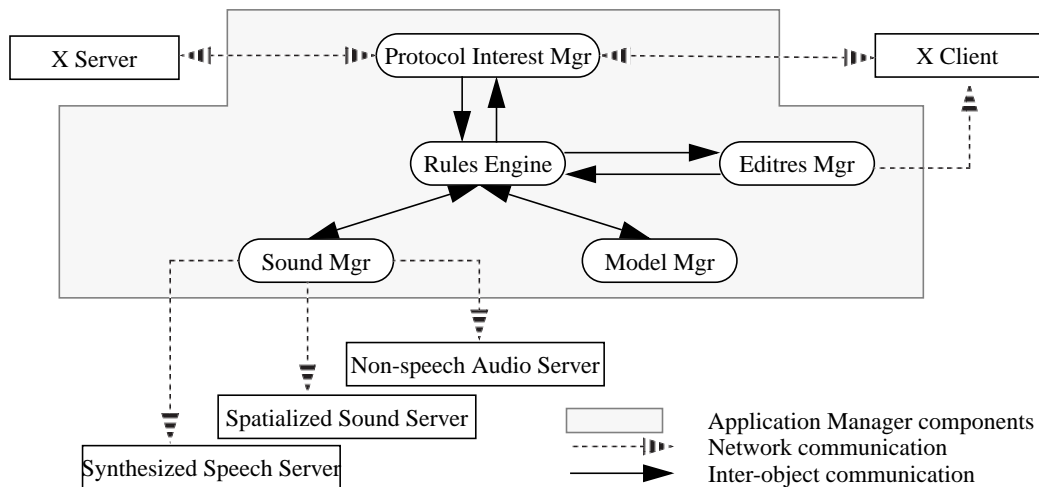 X Server
Protocol Interest Mgr
X Client
Rules Engine
Editres Mgr
Sound Mgr
Model Mgr
Non-speech Audio Server
Spatialized Sound Server
Synthesized Speech Server
Application Manager components
Network communication
Inter-object communication